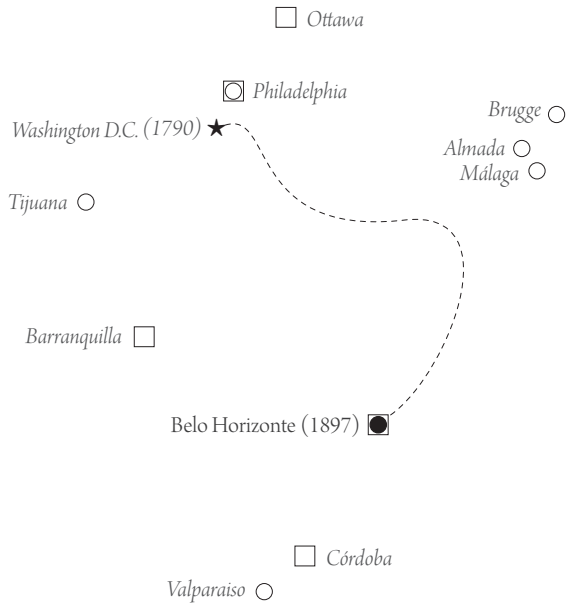 Ottawa
Philadelphia
Brugge
Washington D.C. (1790)
Almada
Málaga
Tijuana
Barranquilla
Belo Horizonte (1897)
Córdoba
Valparaiso